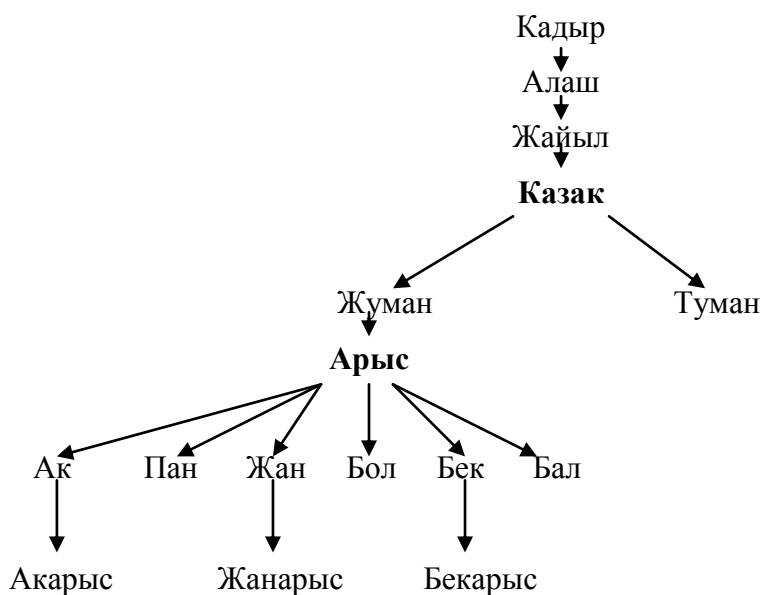 Кадыр
Алаш
Жайыл
Казак
Жуман Туман
Арыс
Ак Пан Жан Бол Бек Бал
Акарыс Жанарыс Бекарыс